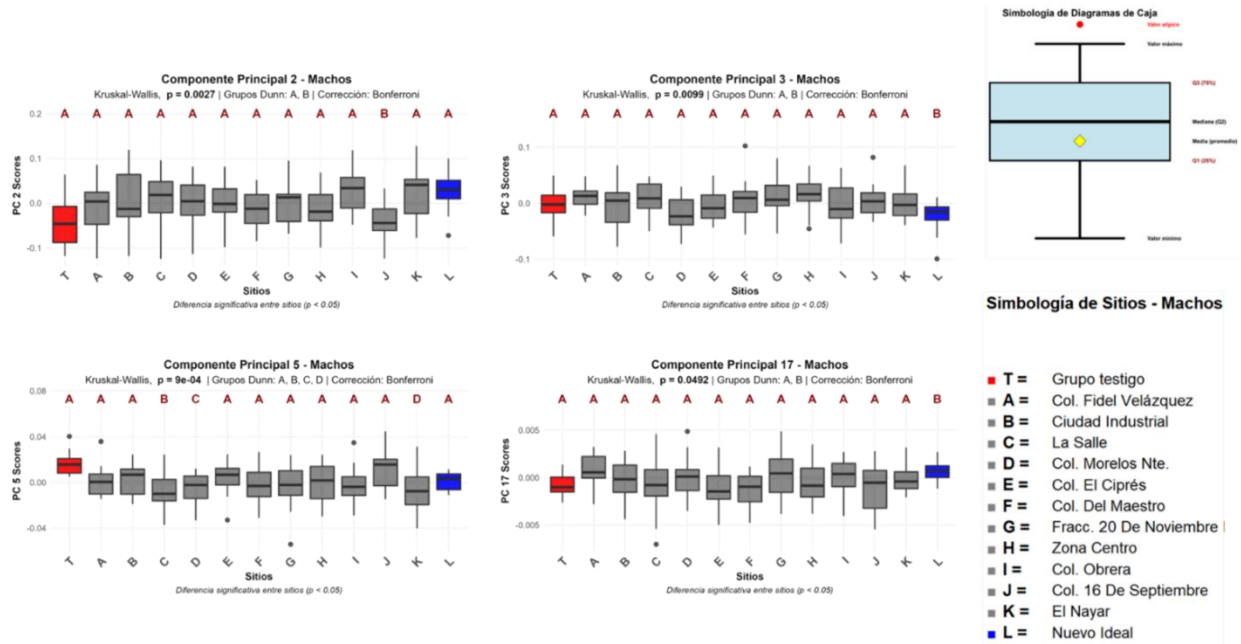 Componente Principal 2 - Machos
Kruskal-Wallis, p = 0.0027 | Grupos Dunn: A, B | Corrección: Bonferroni
A A A A A A A A A A B A A
0.2
0.1
0.0
-0.1
PC 2 Scores
T A B C D E F G H I J K L
Sitios
Diferencia significativa entre sitios (p < 0.05)
Componente Principal 3 - Machos
Kruskal-Wallis, p = 0.0099 | Grupos Dunn: A, B | Corrección: Bonferroni
A A A A A A A A A A A A B
0.1
0.0
-0.1
PC 3 Scores
T A B C D E F G H I J K L
Sitios
Diferencia significativa entre sitios (p < 0.05)
Simbología de Diagramas de Caja
Valor atípico
Valor máximo
Q3 (75%)
Mediana (Q2)
Media (promedio)
Q1 (25%)
Valor mínimo
Componente Principal 5 - Machos
Kruskal-Wallis, p = 9e-04 | Grupos Dunn: A, B, C, D | Corrección: Bonferroni
A A A B C A A A A A A D A
0.08
0.04
0.00
-0.04
PC 5 Scores
T A B C D E F G H I J K L
Sitios
Diferencia significativa entre sitios (p < 0.05)
Componente Principal 17 - Machos
Kruskal-Wallis, p = 0.0492 | Grupos Dunn: A, B | Corrección: Bonferroni
A A A A A A A A A A A A B
0.005
0.000
-0.005
PC 17 Scores
T A B C D E F G H I J K L
Sitios
Diferencia significativa entre sitios (p < 0.05)
Simbología de Sitios - Machos
T = Grupo testigo
A = Col. Fidel Velázquez
B = Ciudad Industrial
C = La Salle
D = Col. Morelos Nte.
E = Col. El Ciprés
F = Col. Del Maestro
G = Fracc. 20 De Noviembre
H = Zona Centro
I = Col. Obrera
J = Col. 16 De Septiembre
K = El Nayar
L = Nuevo Ideal